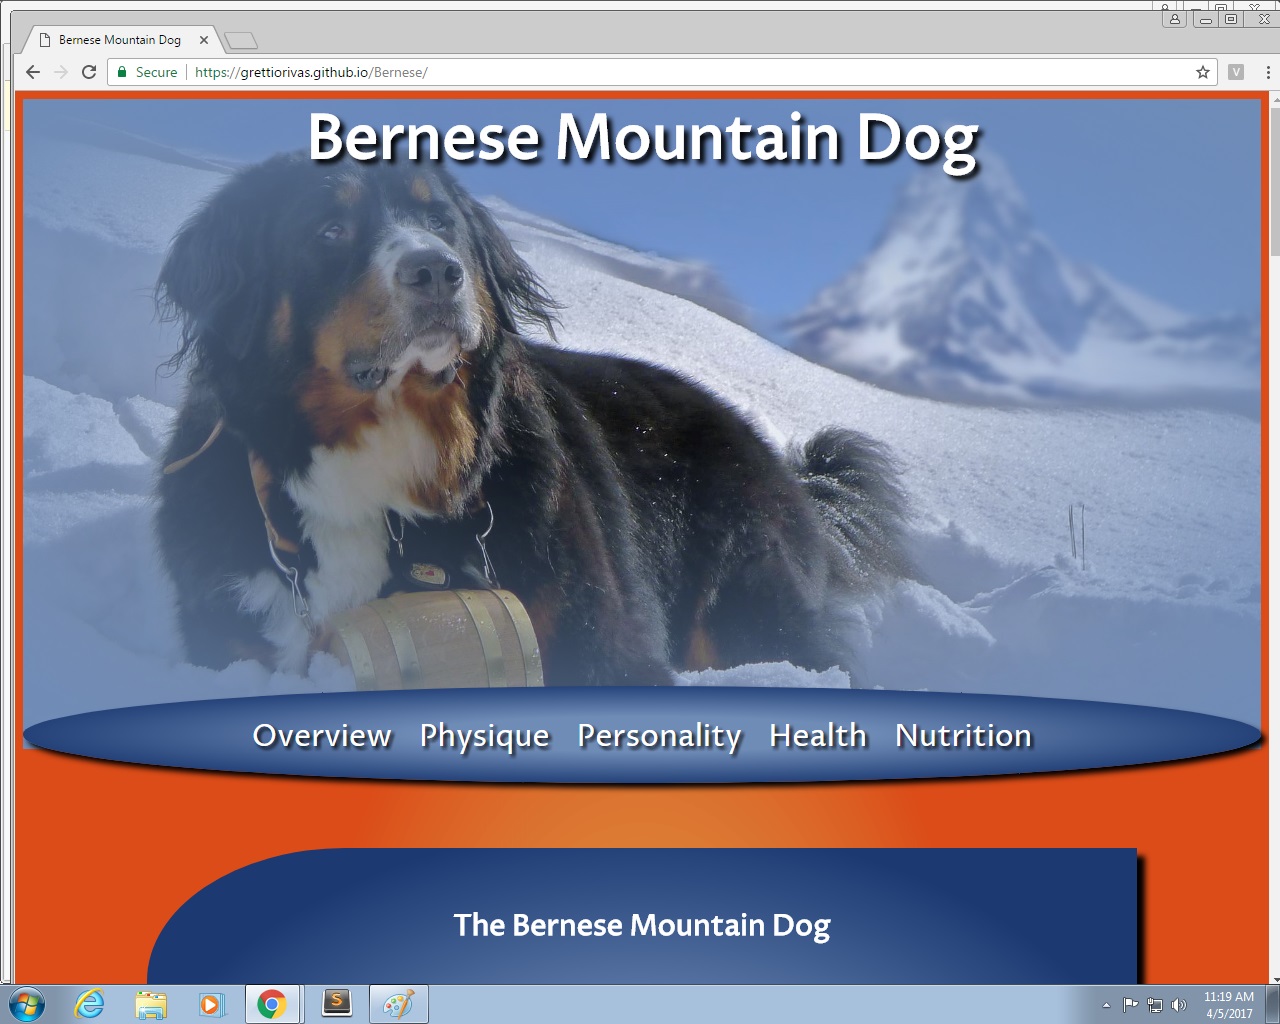 Bernese Mountain Dog
Secure
https://grettiorivas.github.io/Bernese/
V
Bernese Mountain Dog
Overview Physique Personality Health Nutrition
The Bernese Mountain Dog
S
11:19 AM
4/5/2017